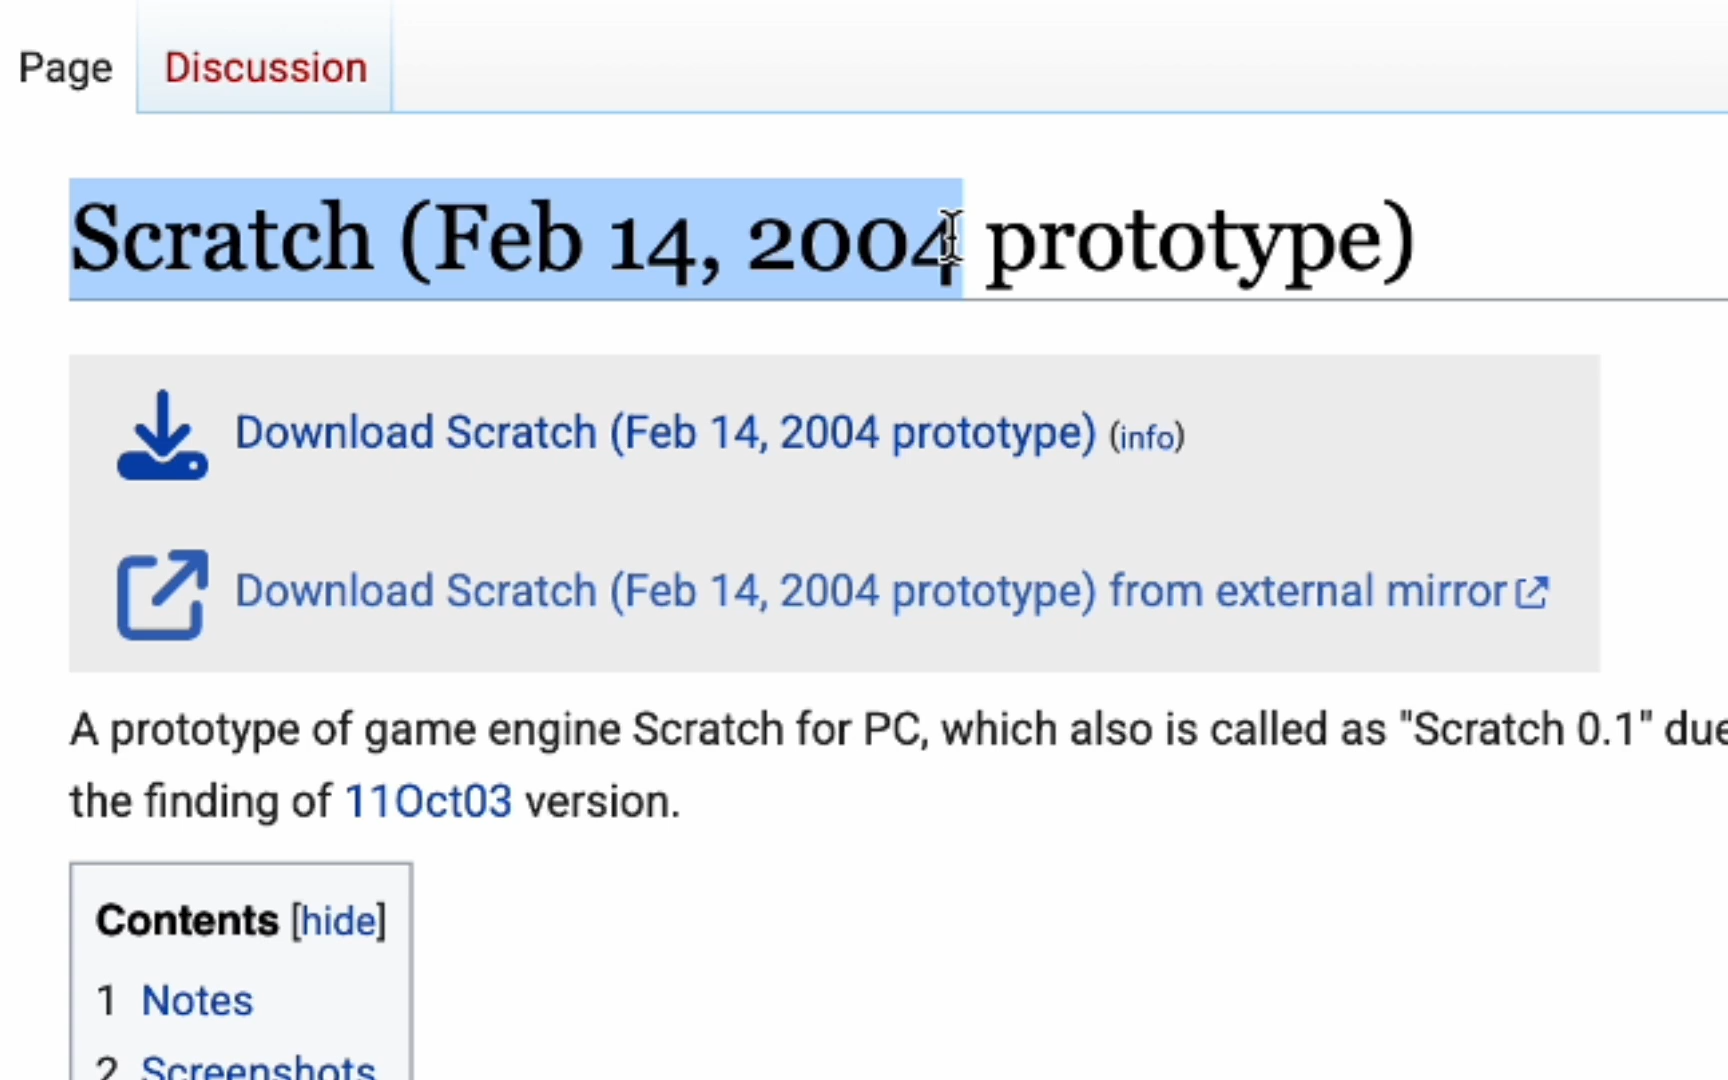 Page Discussion
Scratch (Feb 14, 2004 prototype)
Download Scratch (Feb 14, 2004 prototype) (info)
Download Scratch (Feb 14, 2004 prototype) from external mirror
A prototype of game engine Scratch for PC, which also is called as "Scratch 0.1" due
the finding of 11Oct03 version.
Contents [hide]
1 Notes
2 Screenshots